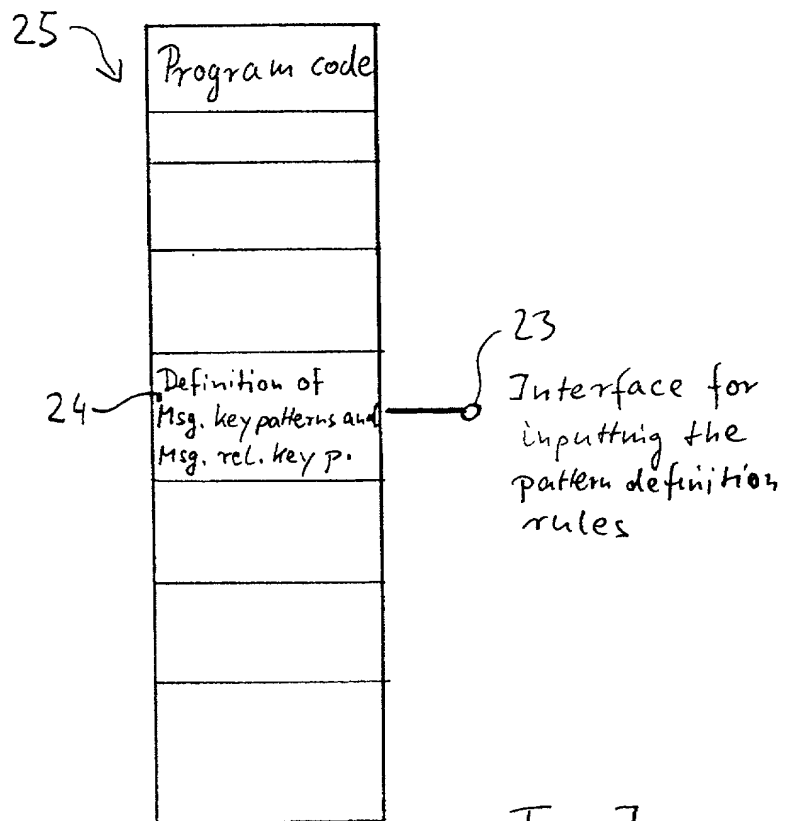 25
Program code
23
Interface for
inputting the
pattern definition
rules
24
Definition of
Msg. key patterns and
Msg. rel. key p.